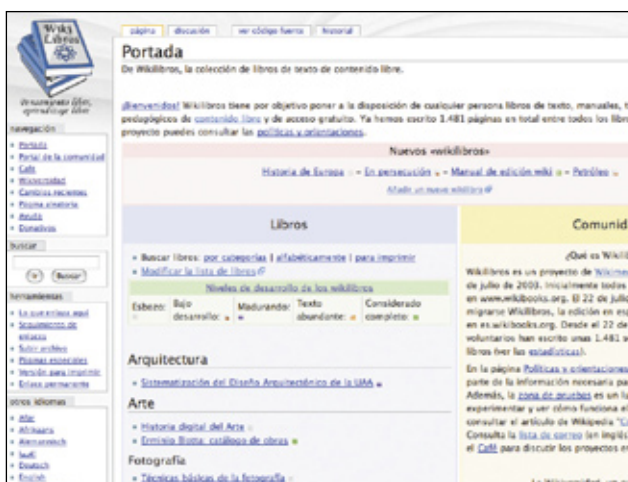 Wiki
Libros
página
discusión
ver código fuente
historial
Portada
De Wikilibros, la colección de libros de texto de contenido libre.
¡Bienvenidos! Wikilibros tiene por objetivo poner a la disposición de cualquier persona libros de texto, manuales, t
pedagógicos de contenido libre y de acceso gratuito. Ya hemos escrito 1.481 páginas en total entre todos los libr
proyecto puedes consultar las políticas y orientaciones.
Nuevos «wikilibros»
Historia de Europa - En persecución - Manual de edición wiki - Petróleo
Añadir un nuevo wikilibro
navegación
Portada
Portal de la comunidad
Café
Wikiversidad
Cambios recientes
Página aleatoria
Ayuda
Donativos
buscar
Ir
Buscar
herramientas
Lo que enlaza aquí
Seguimiento de
enlaces
Subir archivo
Páginas especiales
Versión para imprimir
Enlace permanente
otros idiomas
Afar
Afrikaans
Alemannisch
Deutsch
English
Libros
Buscar libros: por categorías | alfabéticamente | para imprimir
Modificar la lista de libros
Niveles de desarrollo de los wikilibros
Esbozo:
Bajo
desarrollo:
Madurando:
Texto
abundante:
Considerado
completo:
Arquitectura
Sistematización del Diseño Arquitectónico de la UAA
Arte
Historia digital del Arte
Erminio Blotta: catálogo de obras
Fotografía
Técnicas básicas de la fotografía
Comunid
¿Qué es Wikilib
Wikilibros es un proyecto de Wikimed
de julio de 2003. Inicialmente todos
en www.wikibooks.org. El 22 de juli
migrarse Wikilibros, la edición en esp
en es.wikibooks.org. Desde el 22 de
voluntarios han escrito unas 1.481
libros (ver las estadísticas).
En la página Políticas y orientaciones
parte de la información necesaria pa
Además, la zona de pruebas es un l
experimentar y ver cómo funciona el
consultar el artículo de Wikipedia "C
Consulta la lista de correo (en inglés)
el Café para discutir los proyectos en